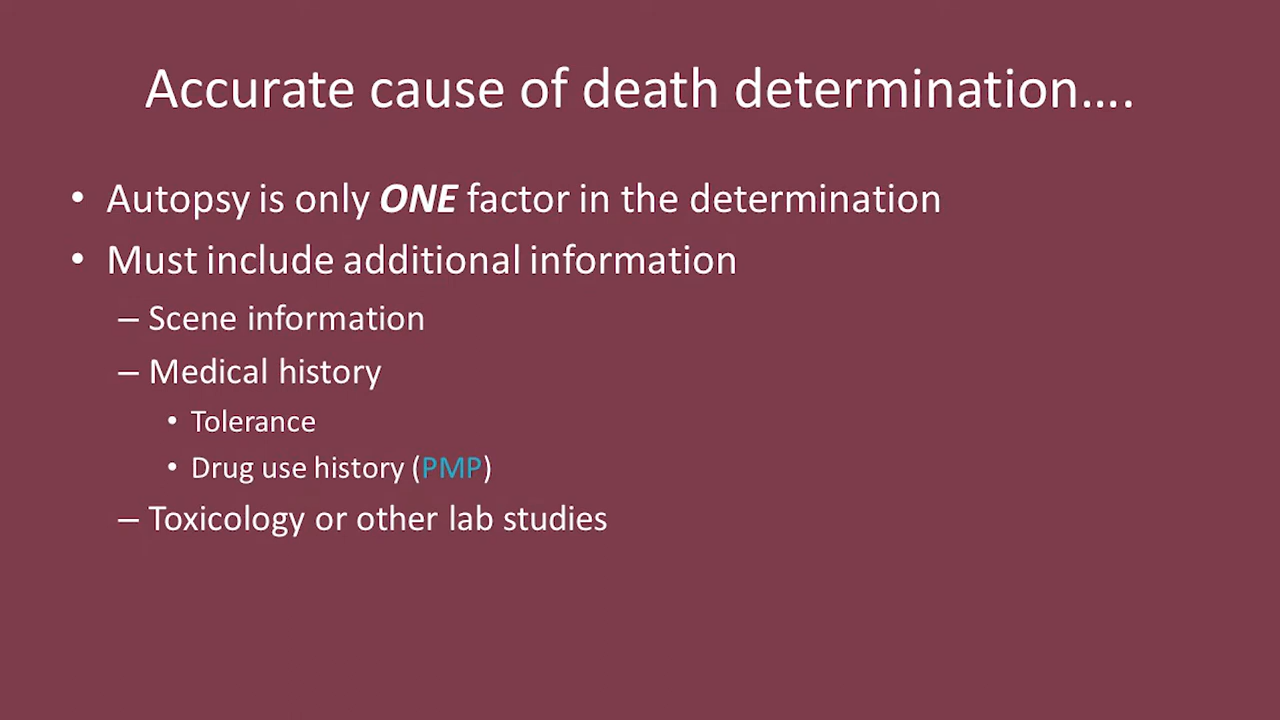 Accurate cause of death determination....
• Autopsy is only ONE factor in the determination
• Must include additional information
– Scene information
– Medical history
• Tolerance
• Drug use history (PMP)
– Toxicology or other lab studies